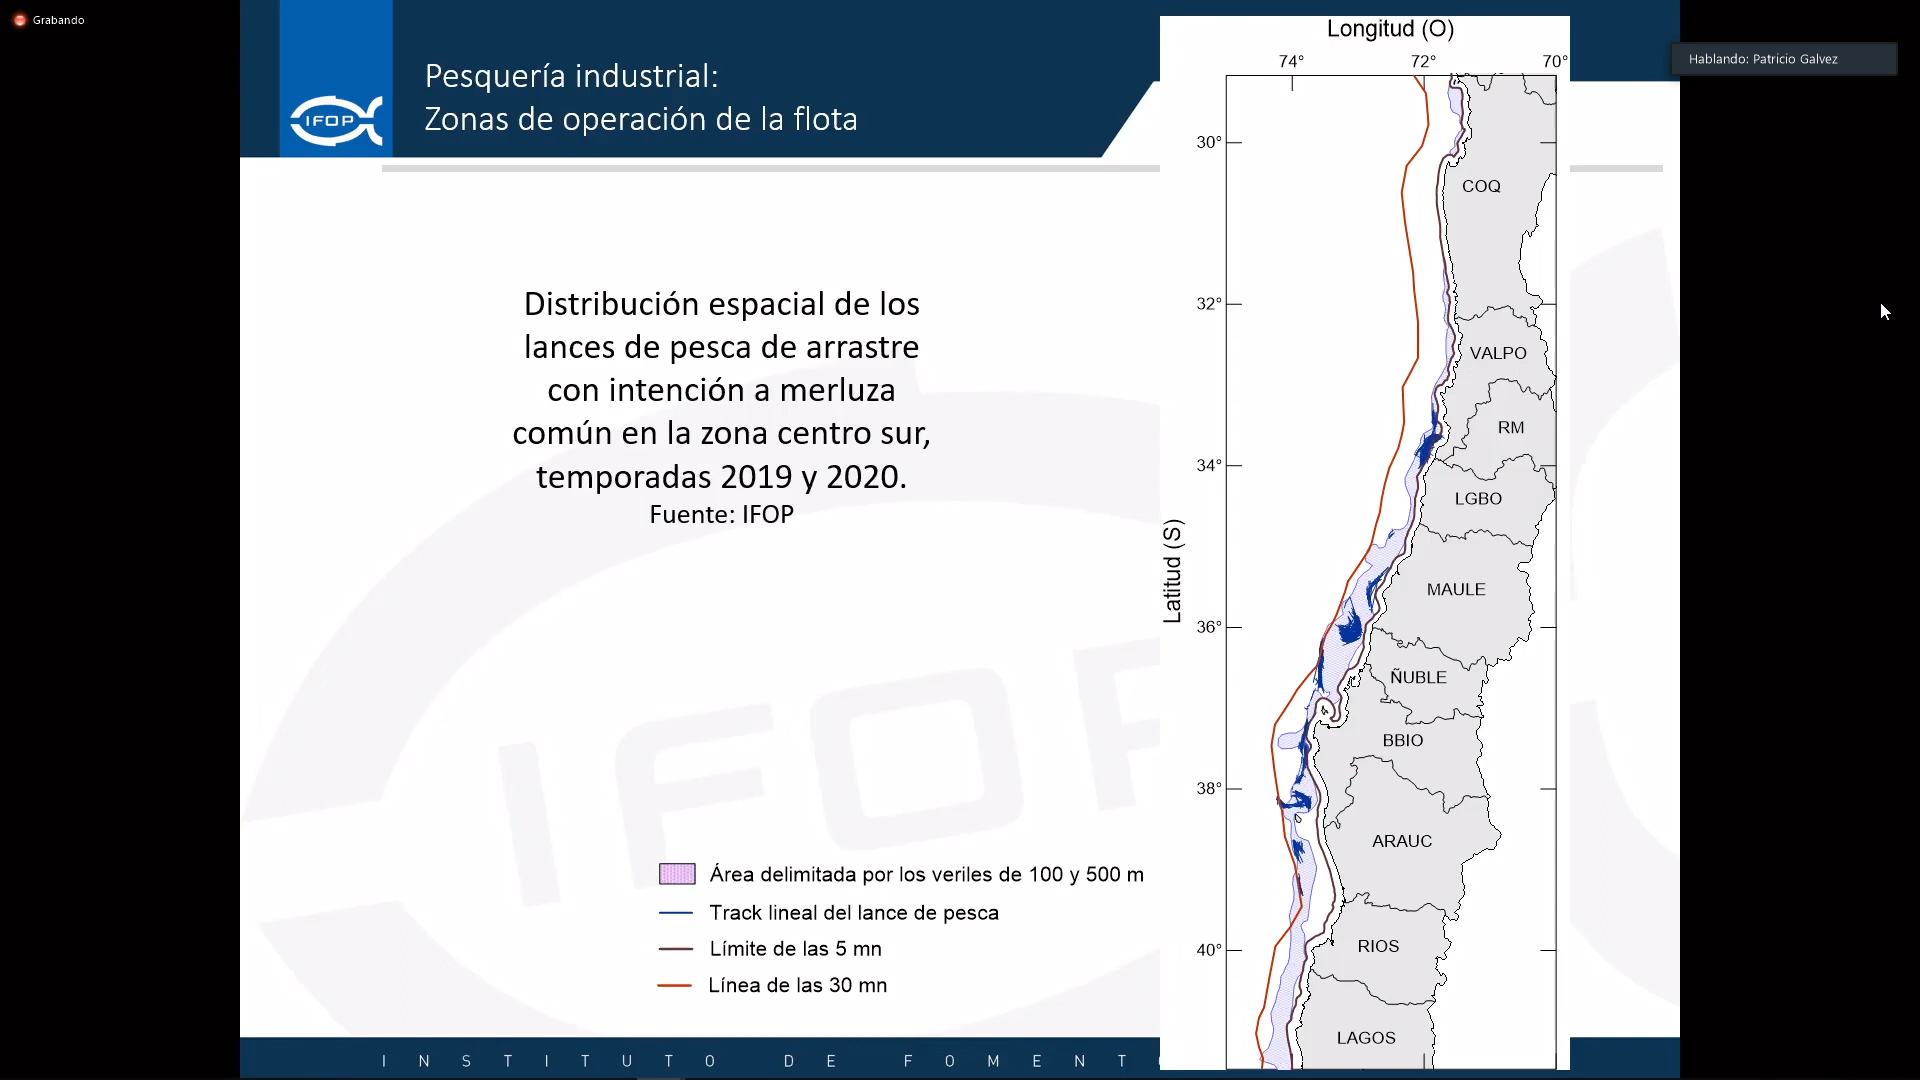 Grabando
Pesquería industrial:
Zonas de operación de la flota
IFOP
Hablando: Patricio Galvez
Distribución espacial de los
lances de pesca de arrastre
con intención a merluza
común en la zona centro sur,
temporadas 2019 y 2020.
Fuente: IFOP
Área delimitada por los veriles de 100 y 500 m
Track lineal del lance de pesca
Límite de las 5 mn
Línea de las 30 mn
Longitud (O)
74° 72° 70°
Latitud (S)
30°
COQ
32°
VALPO
RM
34°
LGBO
MAULE
36°
ÑUBLE
BBIO
38°
ARAUC
RIOS
40°
LAGOS
IFOP
INSTITUTO DE FOMENT